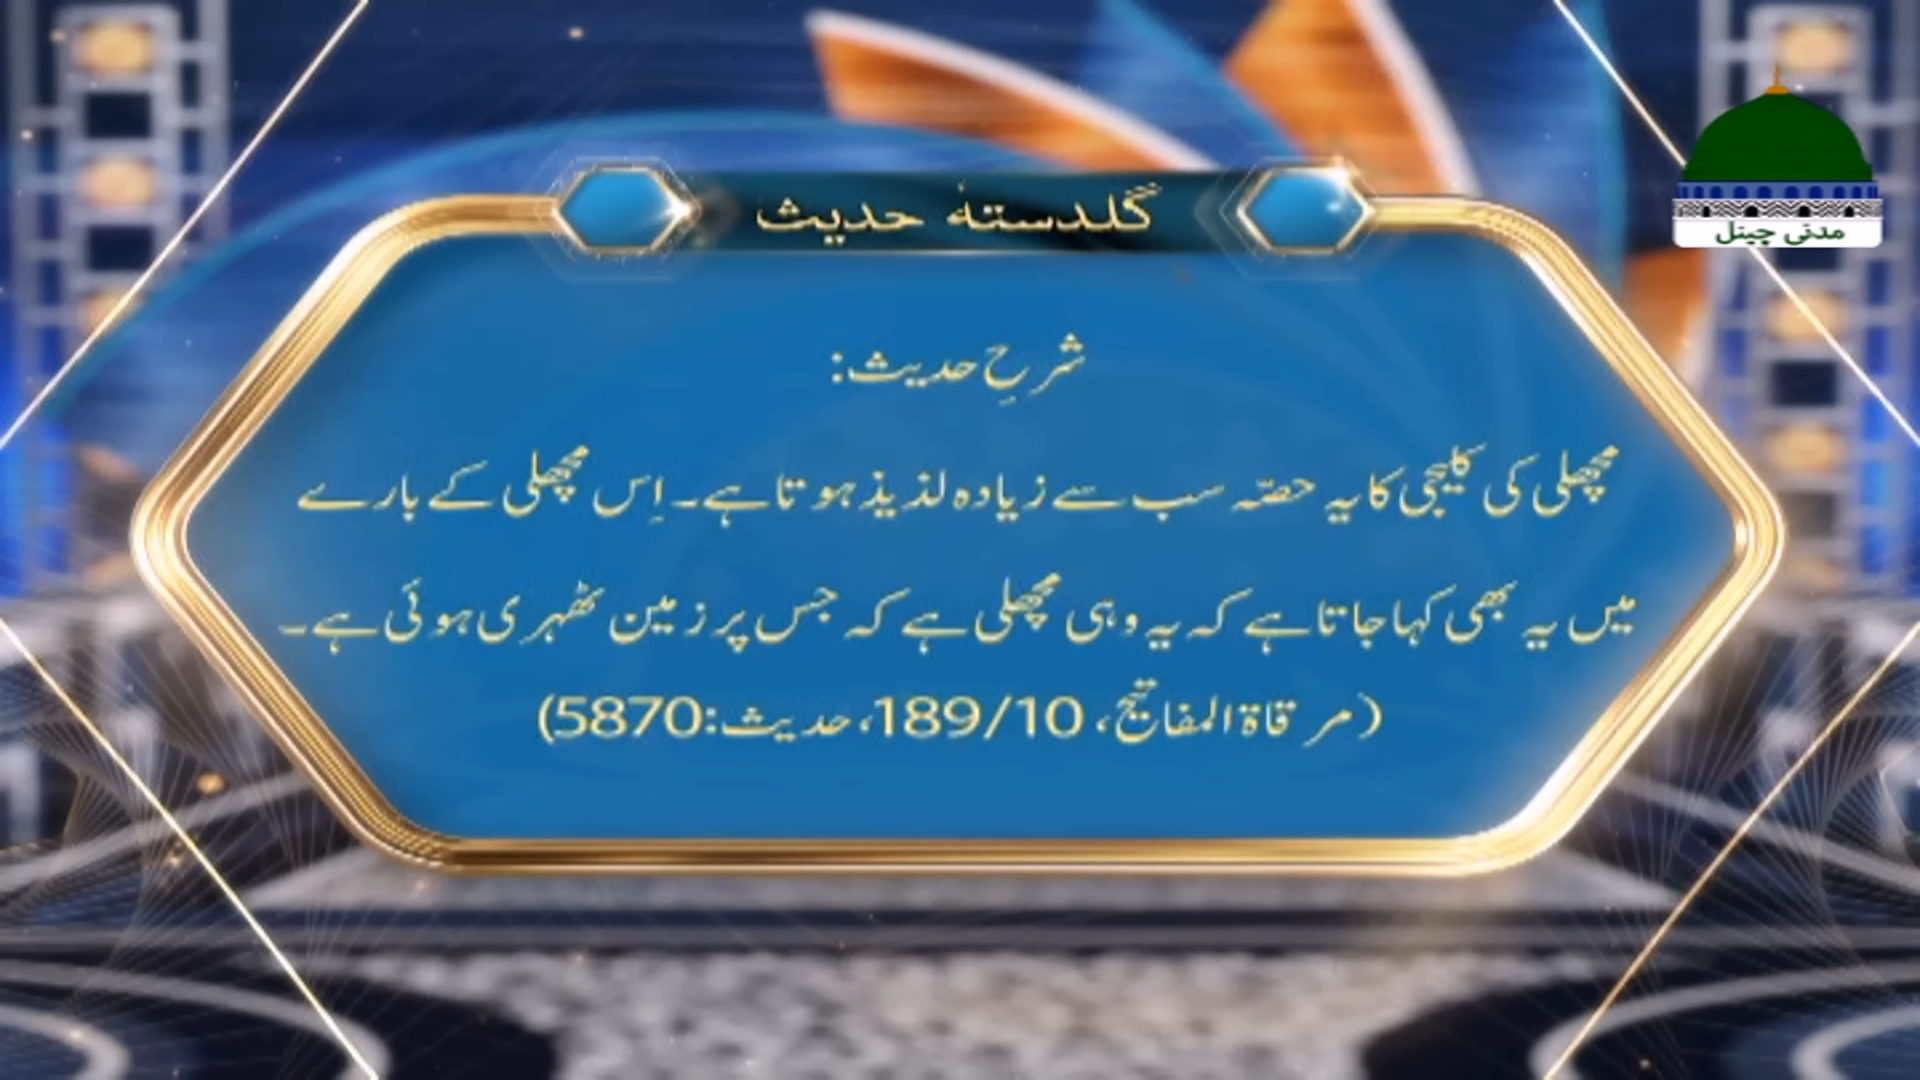 گلدستۂ حدیث
مدنی چینل
شرحِ حدیث:
مچھلی کی کلیجی کا یہ حصّہ سب سے زیادہ لذیذ ہوتا ہے۔ اِس مچھلی کے بارے
میں یہ بھی کہا جاتا ہے کہ یہ وہی مچھلی ہے کہ جس پر زمین ٹھہری ہوئی ہے۔
(مرقاۃ المفاتیح، 189/10، حدیث:5870)